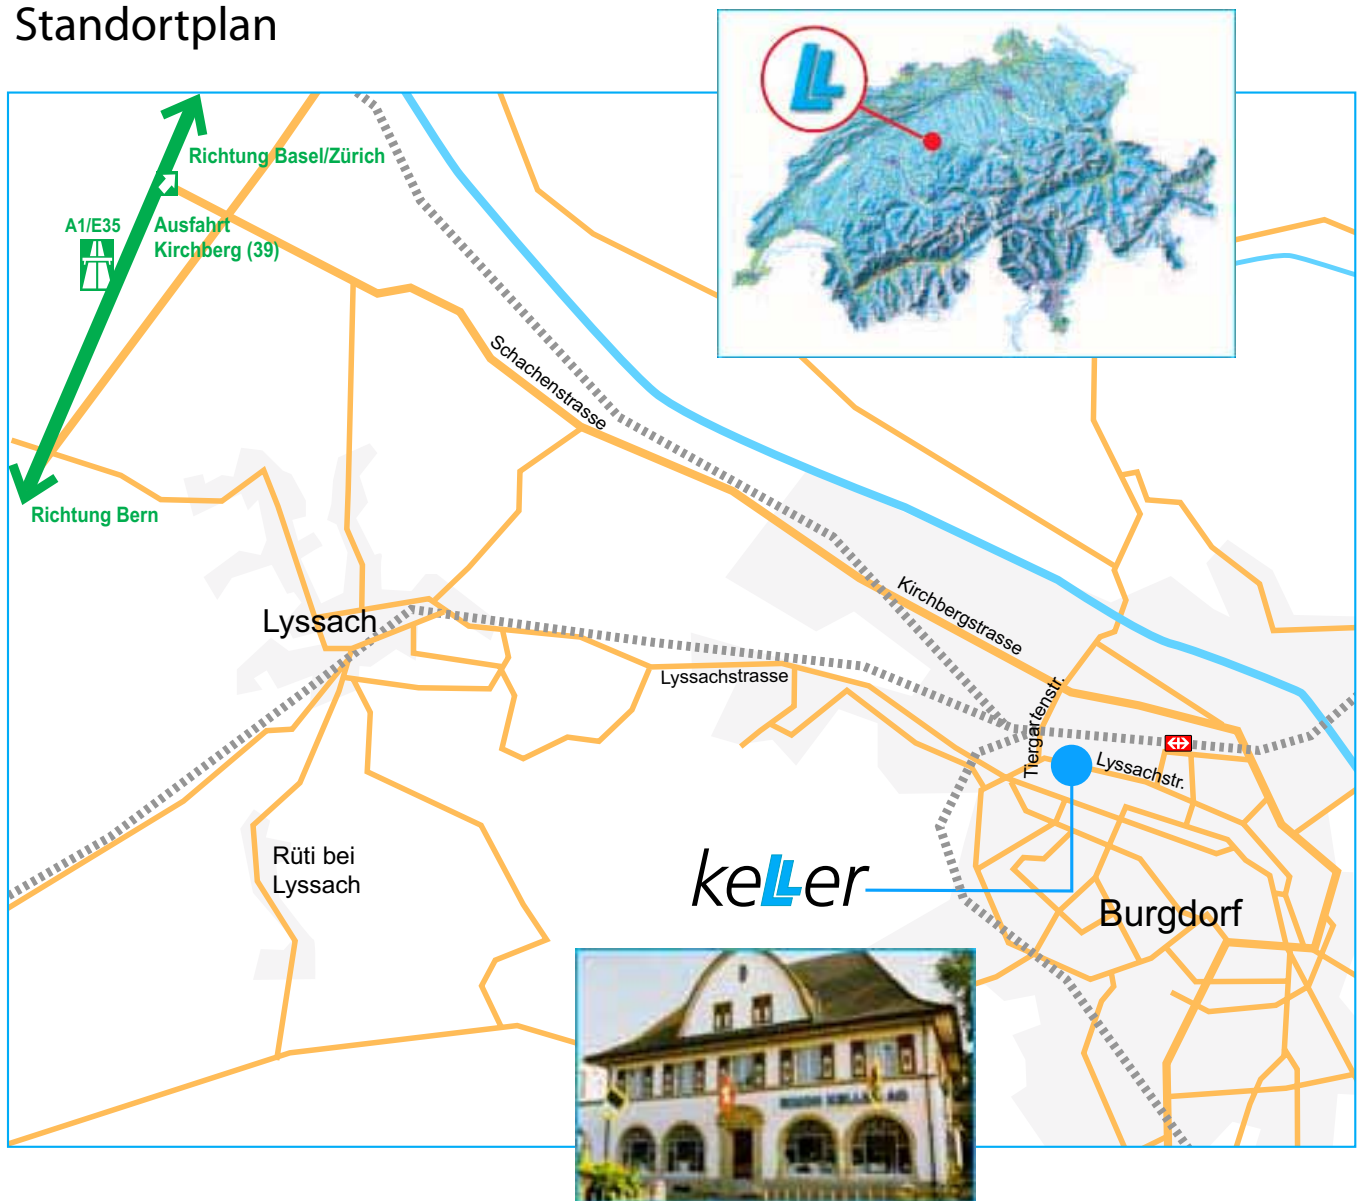 Standortplan
Richtung Basel/Zürich
A1/E35
Ausfahrt
Kirchberg (39)
Richtung Bern
Schachenstrasse
Kirchbergstrasse
Lyssach
Lyssachstrasse
Tiergartenstr.
Lyssachstr.
Rüti bei
Lyssach
keLLer
Burgdorf